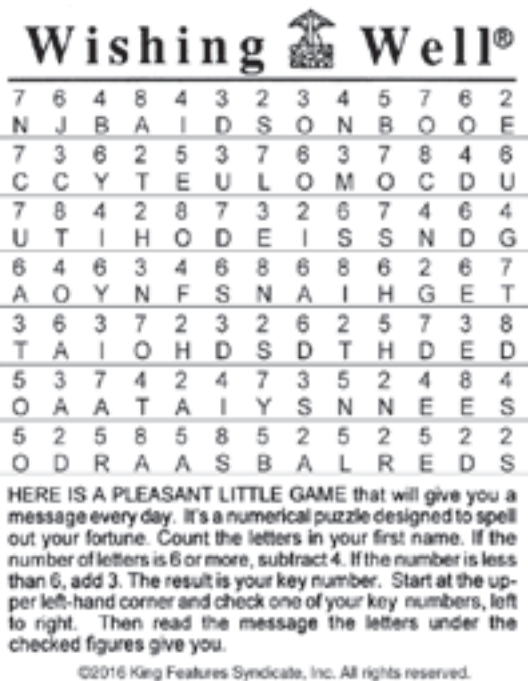 Wishing Well®
7 6 4 8 4 3 2 3 4 5 7 6 2
N J B A I D S O N B O O E
7 3 6 2 5 3 7 6 3 7 8 4 6
C C Y T E U L O M O C D U
7 8 4 2 8 7 3 2 6 7 4 6 4
U T I H O D E I S S N D G
6 4 6 3 4 6 8 6 8 6 2 6 7
A O Y N F S N A I H G E T
3 6 3 7 2 3 2 6 2 5 7 3 8
T A I O H D S D T H D E D
5 3 7 4 2 4 7 3 5 2 4 8 4
O A A T A I Y S N N E E S
5 2 5 8 5 8 5 2 5 2 5 2 2
O D R A A S B A L R E D S
HERE IS A PLEASANT LITTLE GAME that will give you a
message every day. It's a numerical puzzle designed to spell
out your fortune. Count the letters in your first name. If the
number of letters is 6 or more, subtract 4. If the number is less
than 6, add 3. The result is your key number. Start at the up-
per left-hand corner and check one of your key numbers, left
to right. Then read the message the letters under the
checked figures give you.
©2016 King Features Syndicate, Inc. All rights reserved.